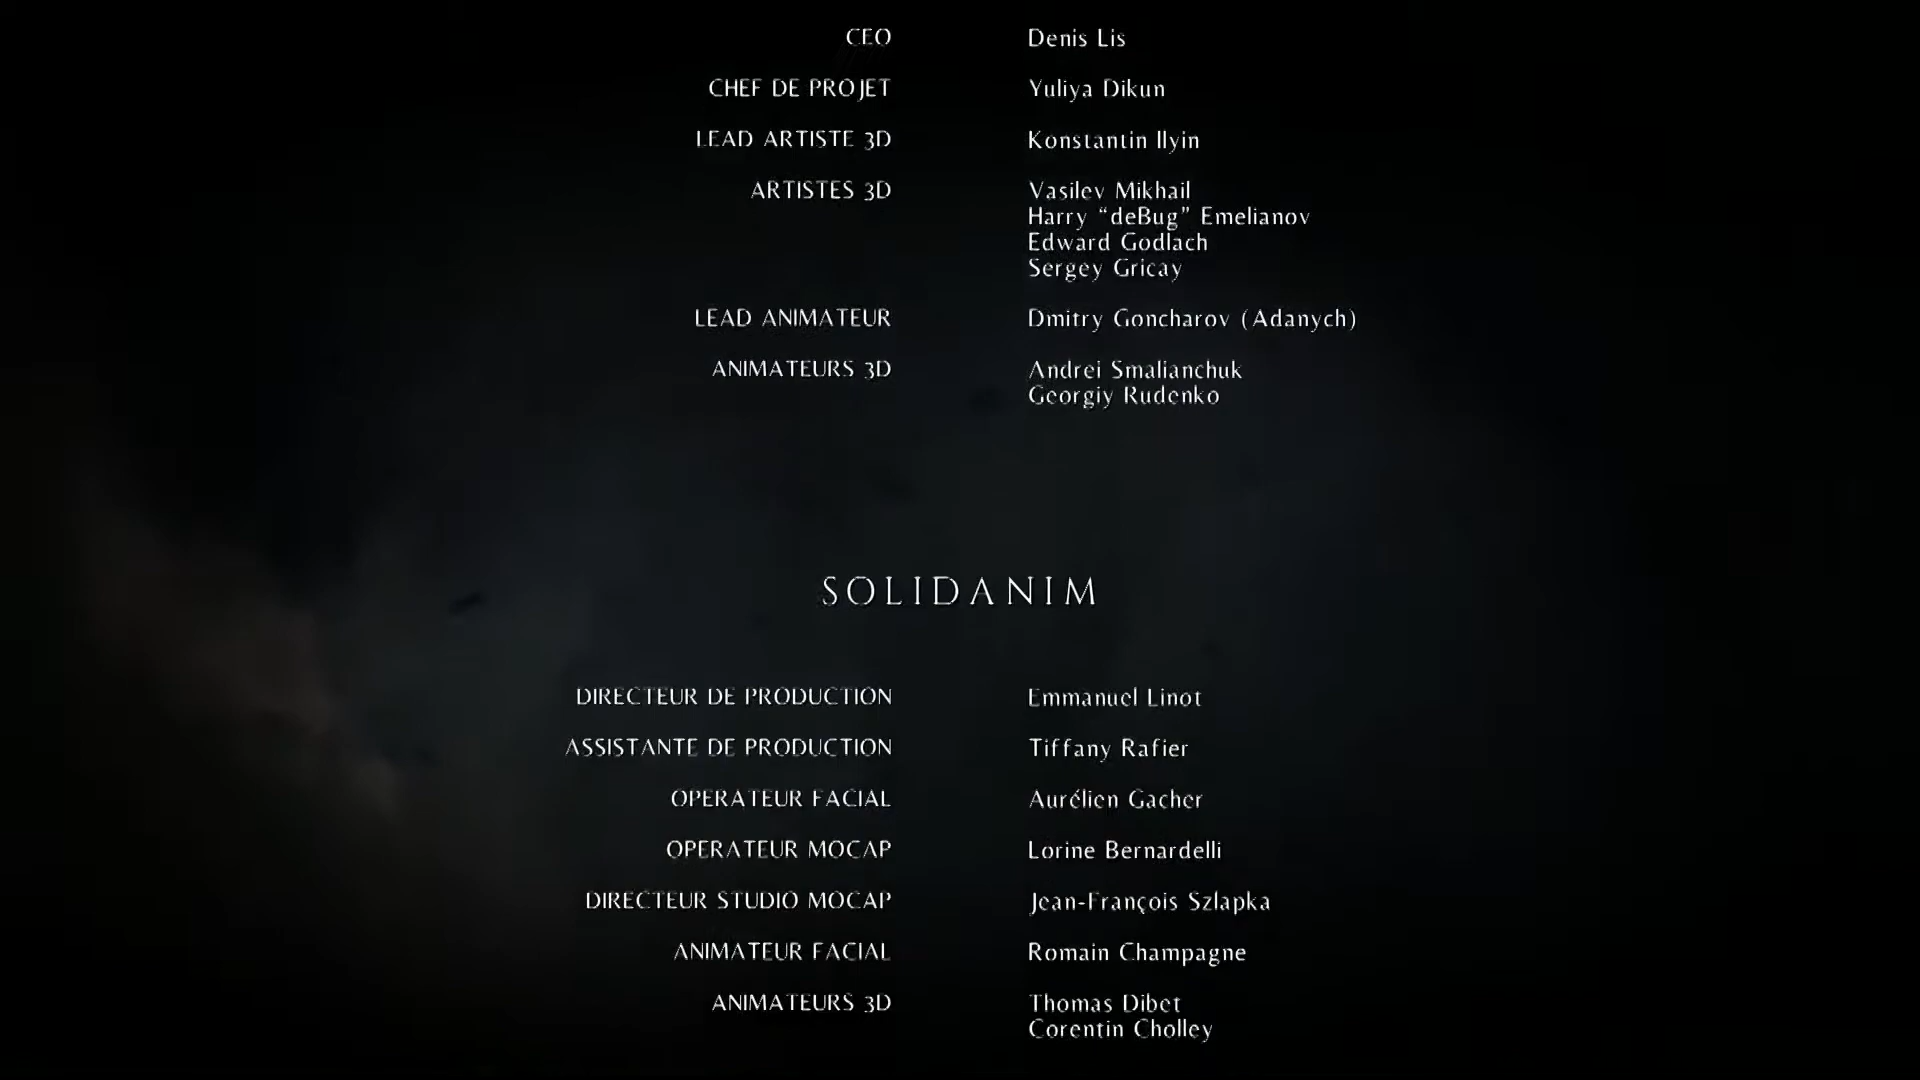 CEO Denis Lis
CHEF DE PROJET Yuliya Dikun
LEAD ARTISTE 3D Konstantin Ilyin
ARTISTES 3D Vasilev Mikhail
Harry “deBug” Emelianov
Edward Godlach
Sergey Gricay
LEAD ANIMATEUR Dmitry Goncharov (Adanych)
ANIMATEURS 3D Andrei Smalianchuk
Georgiy Rudenko
SOLIDANIM
DIRECTEUR DE PRODUCTION Emmanuel Linot
ASSISTANTE DE PRODUCTION Tiffany Rafier
OPERATEUR FACIAL Aurélien Gacher
OPERATEUR MOCAP Lorine Bernardelli
DIRECTEUR STUDIO MOCAP Jean-François Szlapka
ANIMATEUR FACIAL Romain Champagne
ANIMATEURS 3D Thomas Dibet
Corentin Cholley